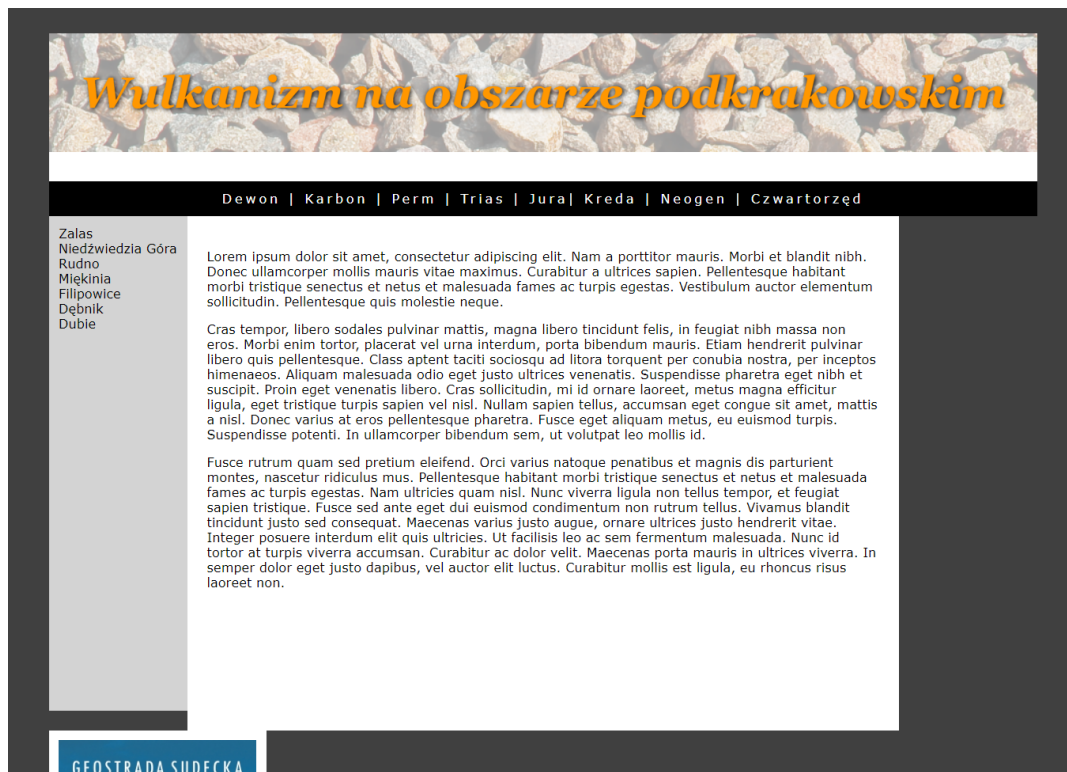 Wulkanizm na obszarze podkrakowskim
Dewon | Karbon | Perm | Trias | Jura| Kreda | Neogen | Czwartorzęd
Zalas
Niedźwiedzia Góra
Rudno
Miękinia
Filipowice
Dębnik
Dubie
Lorem ipsum dolor sit amet, consectetur adipiscing elit. Nam a porttitor mauris. Morbi et blandit nibh.
Donec ullamcorper mollis mauris vitae maximus. Curabitur a ultrices sapien. Pellentesque habitant
morbi tristique senectus et netus et malesuada fames ac turpis egestas. Vestibulum auctor elementum
sollicitudin. Pellentesque quis molestie neque.
Cras tempor, libero sodales pulvinar mattis, magna libero tincidunt felis, in feugiat nibh massa non
eros. Morbi enim tortor, placerat vel urna interdum, porta bibendum mauris. Etiam hendrerit pulvinar
libero quis pellentesque. Class aptent taciti sociosqu ad litora torquent per conubia nostra, per inceptos
himenaeos. Aliquam malesuada odio eget justo ultrices venenatis. Suspendisse pharetra eget nibh et
suscipit. Proin eget venenatis libero. Cras sollicitudin, mi id ornare laoreet, metus magna efficitur
ligula, eget tristique turpis sapien vel nisl. Nullam sapien tellus, accumsan eget congue sit amet, mattis
a nisl. Donec varius at eros pellentesque pharetra. Fusce eget aliquam metus, eu euismod turpis.
Suspendisse potenti. In ullamcorper bibendum sem, ut volutpat leo mollis id.
Fusce rutrum quam sed pretium eleifend. Orci varius natoque penatibus et magnis dis parturient
montes, nascetur ridiculus mus. Pellentesque habitant morbi tristique senectus et netus et malesuada
fames ac turpis egestas. Nam ultricies quam nisl. Nunc viverra ligula non tellus tempor, et feugiat
sapien tristique. Fusce sed ante eget dui euismod condimentum non rutrum tellus. Vivamus blandit
tincidunt justo sed consequat. Maecenas varius justo augue, ornare ultrices justo hendrerit vitae.
Integer posuere interdum elit quis ultricies. Ut facilisis leo ac sem fermentum malesuada. Nunc id
tortor at turpis viverra accumsan. Curabitur ac dolor velit. Maecenas porta mauris in ultrices viverra. In
semper dolor eget justo dapibus, vel auctor elit luctus. Curabitur mollis est ligula, eu rhoncus risus
laoreet non.
GEOSTRADA SUDECKA